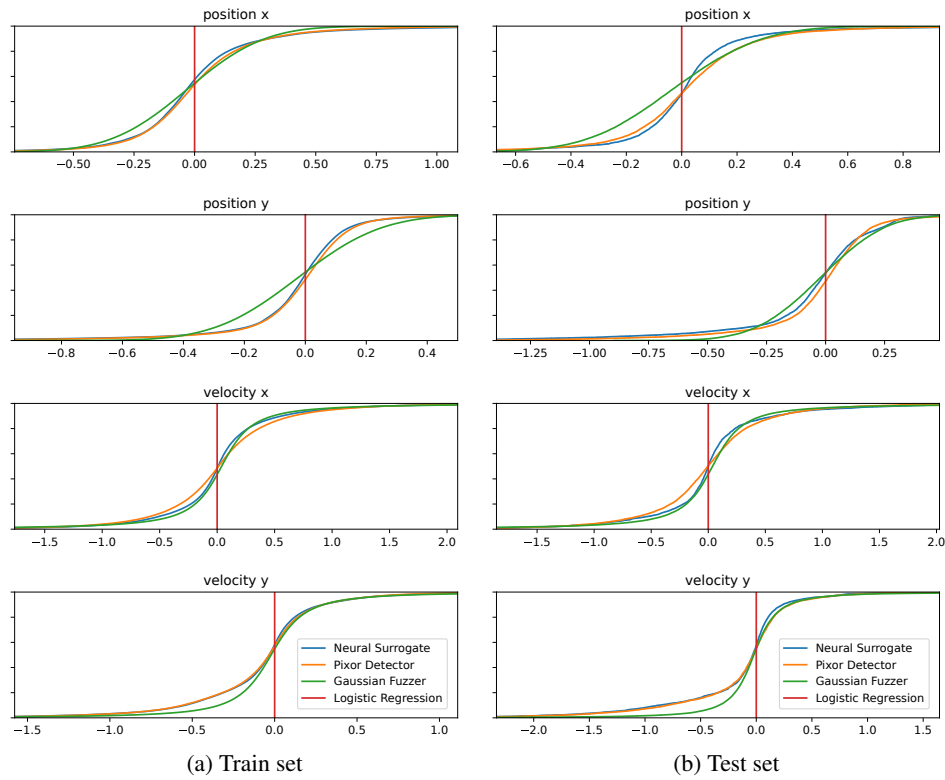 position x
−0.50 −0.25 0.00 0.25 0.50 0.75 1.00
position y
−0.8 −0.6 −0.4 −0.2 0.0 0.2 0.4
velocity x
−1.5 −1.0 −0.5 0.0 0.5 1.0 1.5 2.0
velocity y
Neural Surrogate
Pixor Detector
Gaussian Fuzzer
Logistic Regression
−1.5 −1.0 −0.5 0.0 0.5 1.0
(a) Train set
position x
−0.6 −0.4 −0.2 0.0 0.2 0.4 0.6 0.8
position y
−1.25 −1.00 −0.75 −0.50 −0.25 0.00 0.25
velocity x
−1.5 −1.0 −0.5 0.0 0.5 1.0 1.5 2.0
velocity y
Neural Surrogate
Pixor Detector
Gaussian Fuzzer
Logistic Regression
−2.0 −1.5 −1.0 −0.5 0.0 0.5 1.0 1.5
(b) Test set